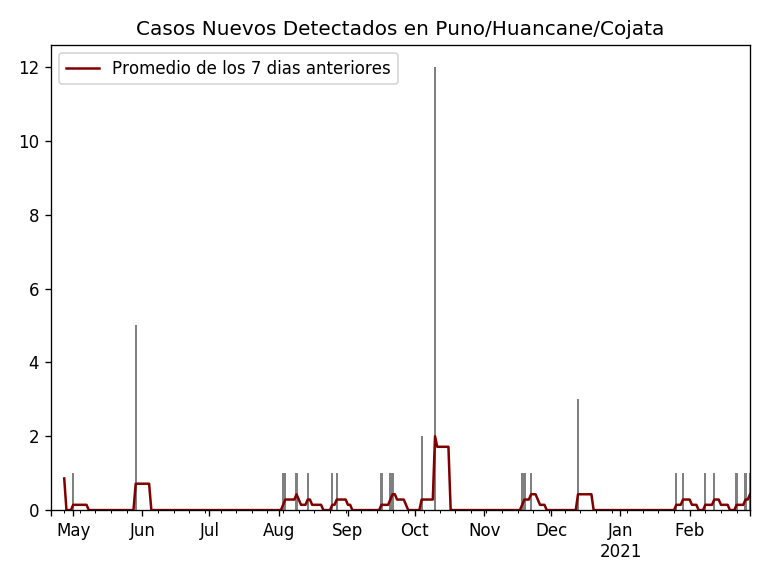 Casos Nuevos Detectados en Puno/Huancane/Cojata
Promedio de los 7 dias anteriores
12
10
8
6
4
2
0
May Jun Jul Aug Sep Oct Nov Dec Jan Feb
2021